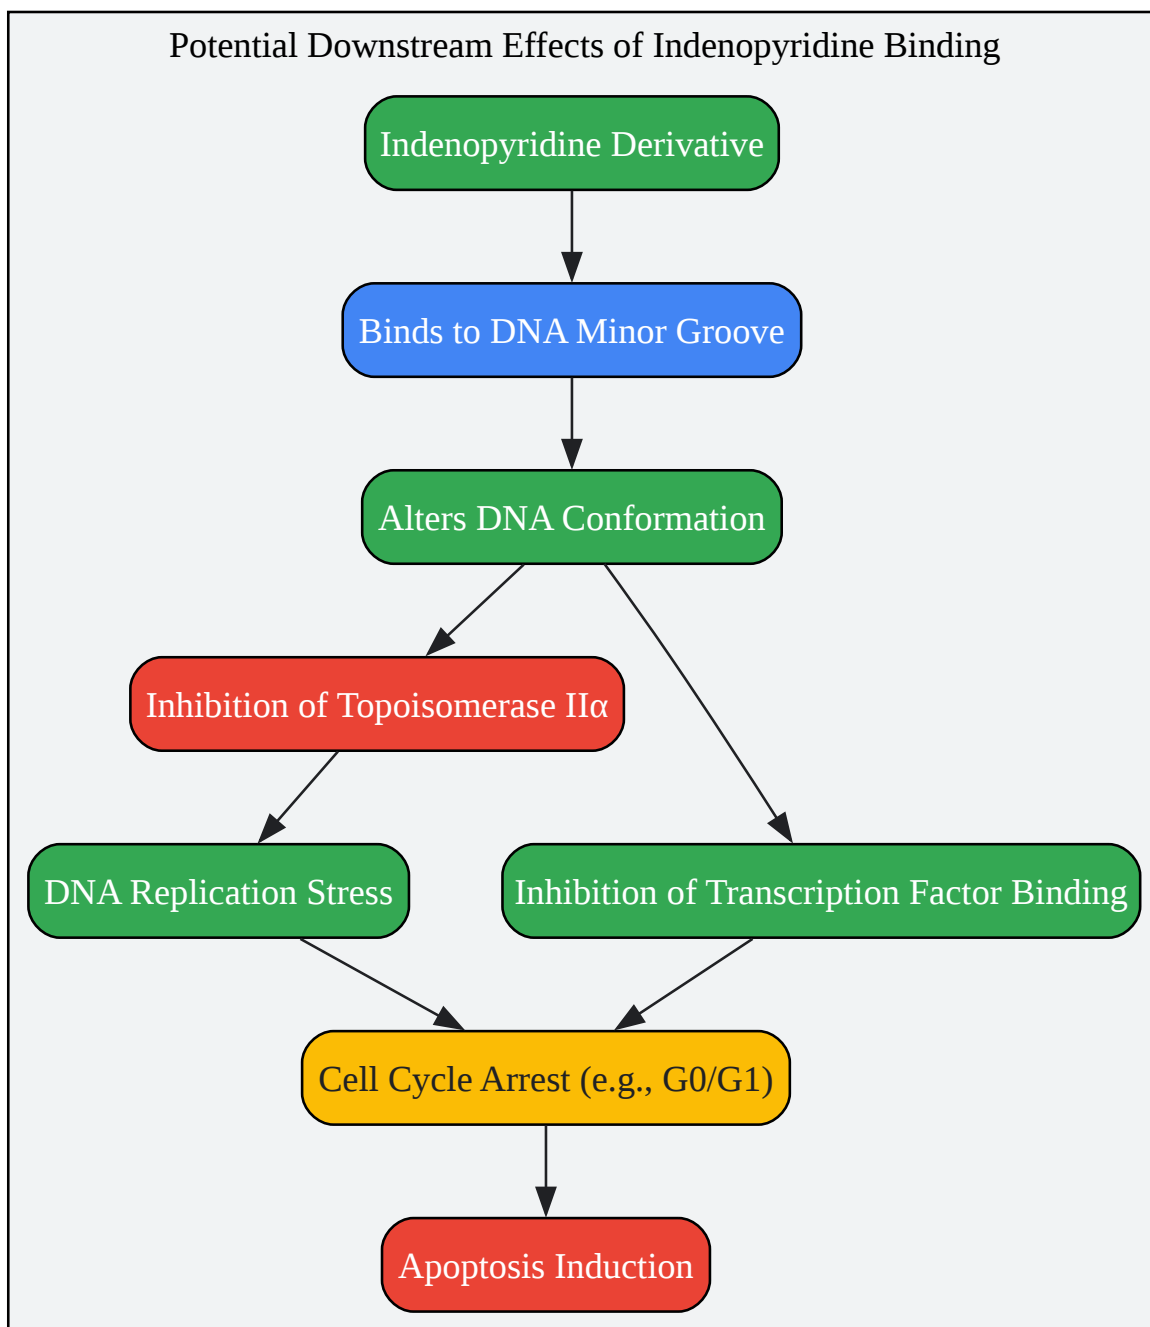 Potential Downstream Effects of Indenopyridine Binding
Indenopyridine Derivative
Binds to DNA Minor Groove
Alters DNA Conformation
Inhibition of Topoisomerase IIα
DNA Replication Stress
Inhibition of Transcription Factor Binding
Cell Cycle Arrest (e.g., G0/G1)
Apoptosis Induction